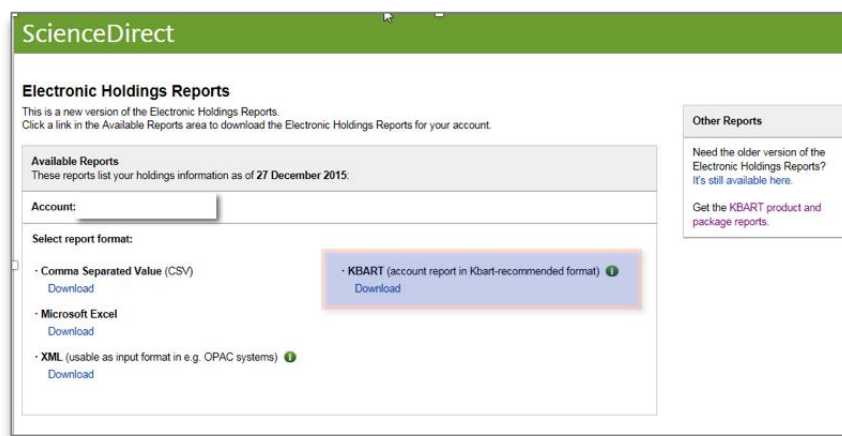 ScienceDirect
Electronic Holdings Reports
This is a new version of the Electronic Holdings Reports.
Click a link in the Available Reports area to download the Electronic Holdings Reports for your account.
Available Reports
These reports list your holdings information as of 27 December 2015:
Account:
Select report format:
· Comma Separated Value (CSV)
Download
· Microsoft Excel
Download
· XML (usable as input format in e.g. OPAC systems) i
Download
· KBART (account report in Kbart-recommended format) i
Download
Other Reports
Need the older version of the
Electronic Holdings Reports?
It's still available here.
Get the KBART product and
package reports.